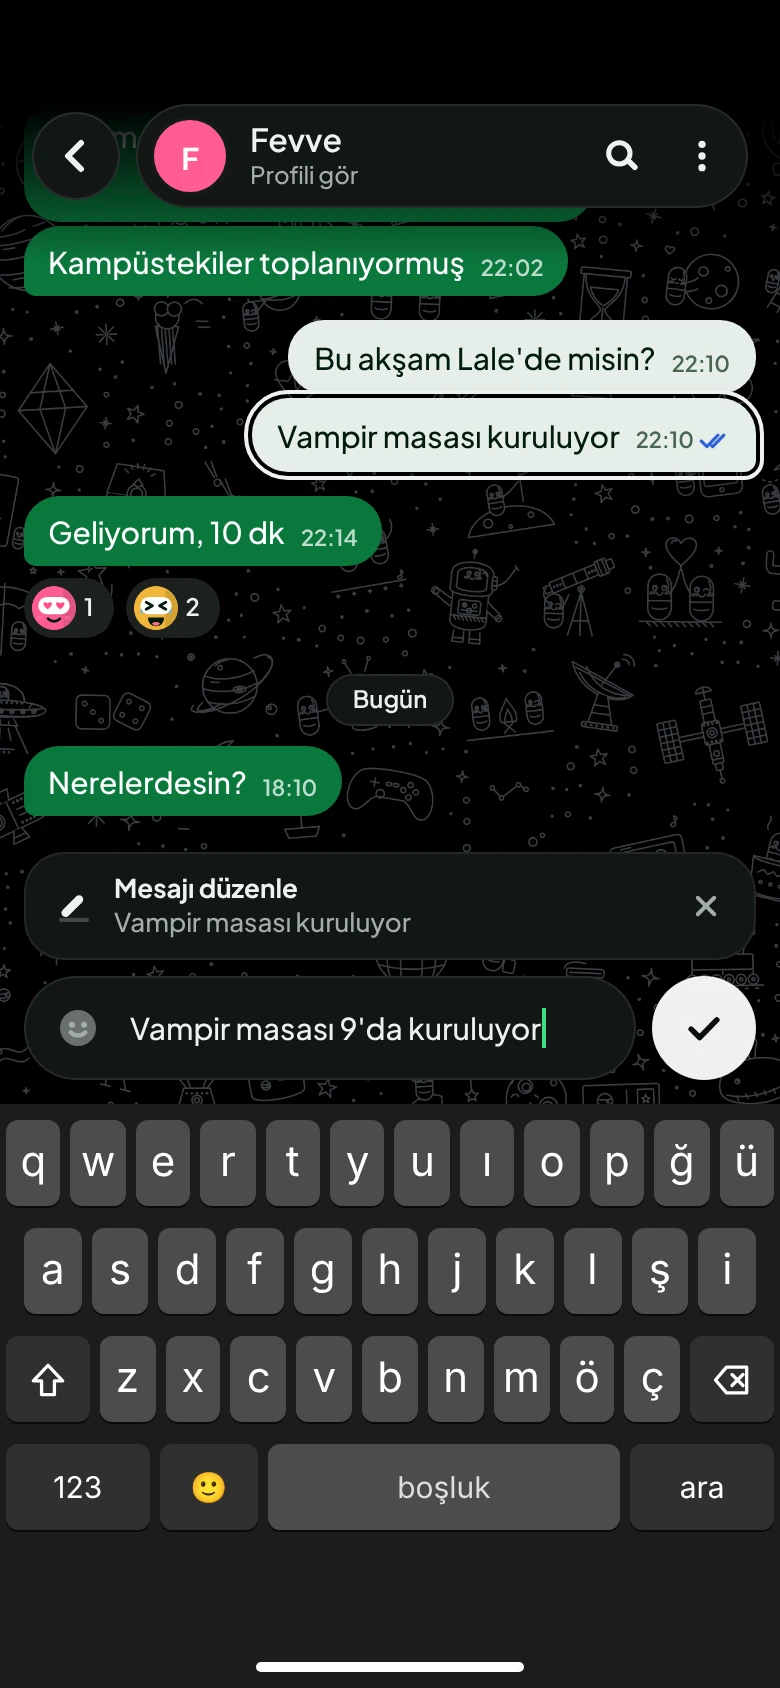 F
Fevve
Profili gör
Kampüstekiler toplanıyormuş 22:02
Bu akşam Lale'de misin? 22:10
Vampir masası kuruluyor 22:10
Geliyorum, 10 dk 22:14
1 2
Bugün
Nerelerdesin? 18:10
Mesajı düzenle
Vampir masası kuruluyor
Vampir masası 9'da kuruluyor
q w e r t y u ı o p ğ ü
a s d f g h j k l ş i
z x c v b n m ö ç
123 boşluk ara